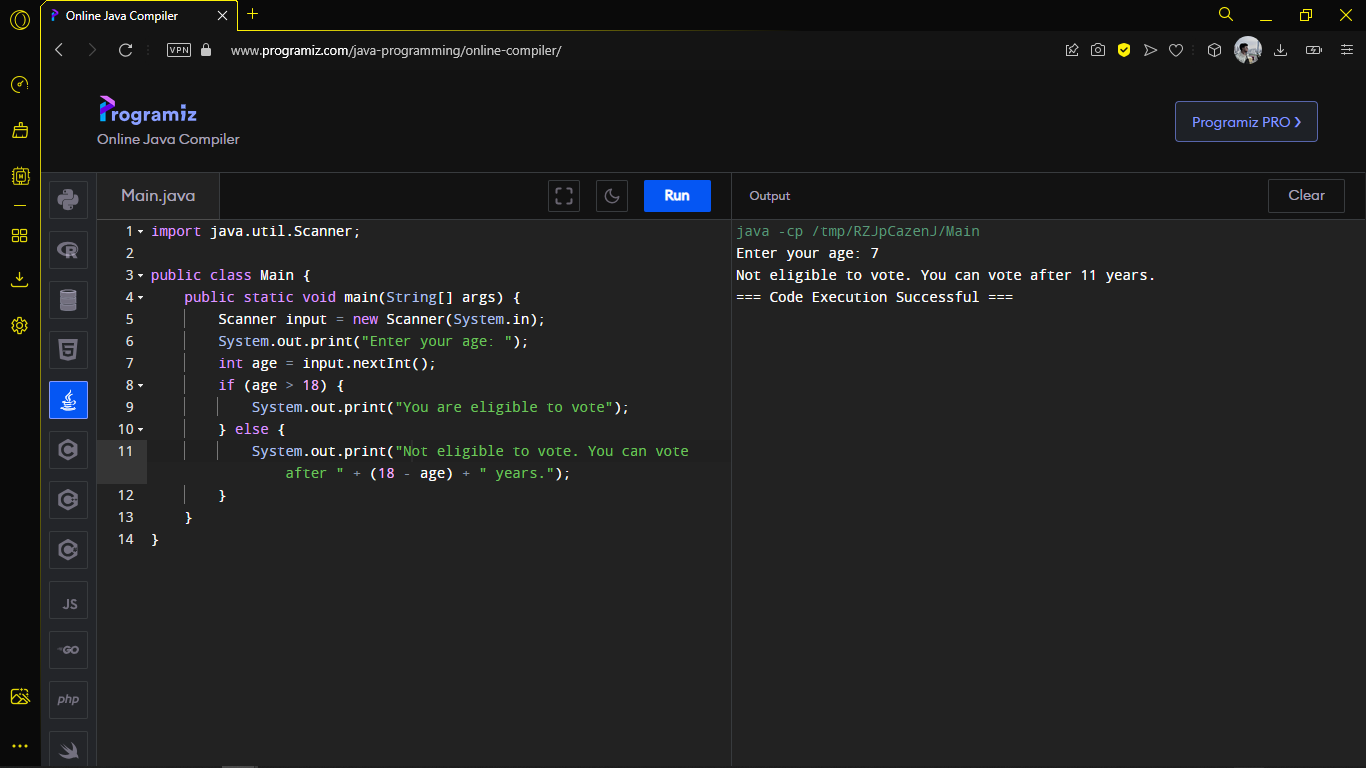 Online Java Compiler
VPN
www.programiz.com/java-programming/online-compiler/
Programiz
Online Java Compiler
Programiz PRO ❯
Main.java
Run
Output
Clear
1 import java.util.Scanner;
2
3 public class Main {
4     public static void main(String[] args) {
5         Scanner input = new Scanner(System.in);
6         System.out.print("Enter your age: ");
7         int age = input.nextInt();
8         if (age > 18) {
9             System.out.print("You are eligible to vote");
10         } else {
11             System.out.print("Not eligible to vote. You can vote
after " + (18 - age) + " years.");
12         }
13     }
14 }
java -cp /tmp/RZJpCazenJ/Main
Enter your age: 7
Not eligible to vote. You can vote after 11 years.
=== Code Execution Successful ===
JS
GO
php